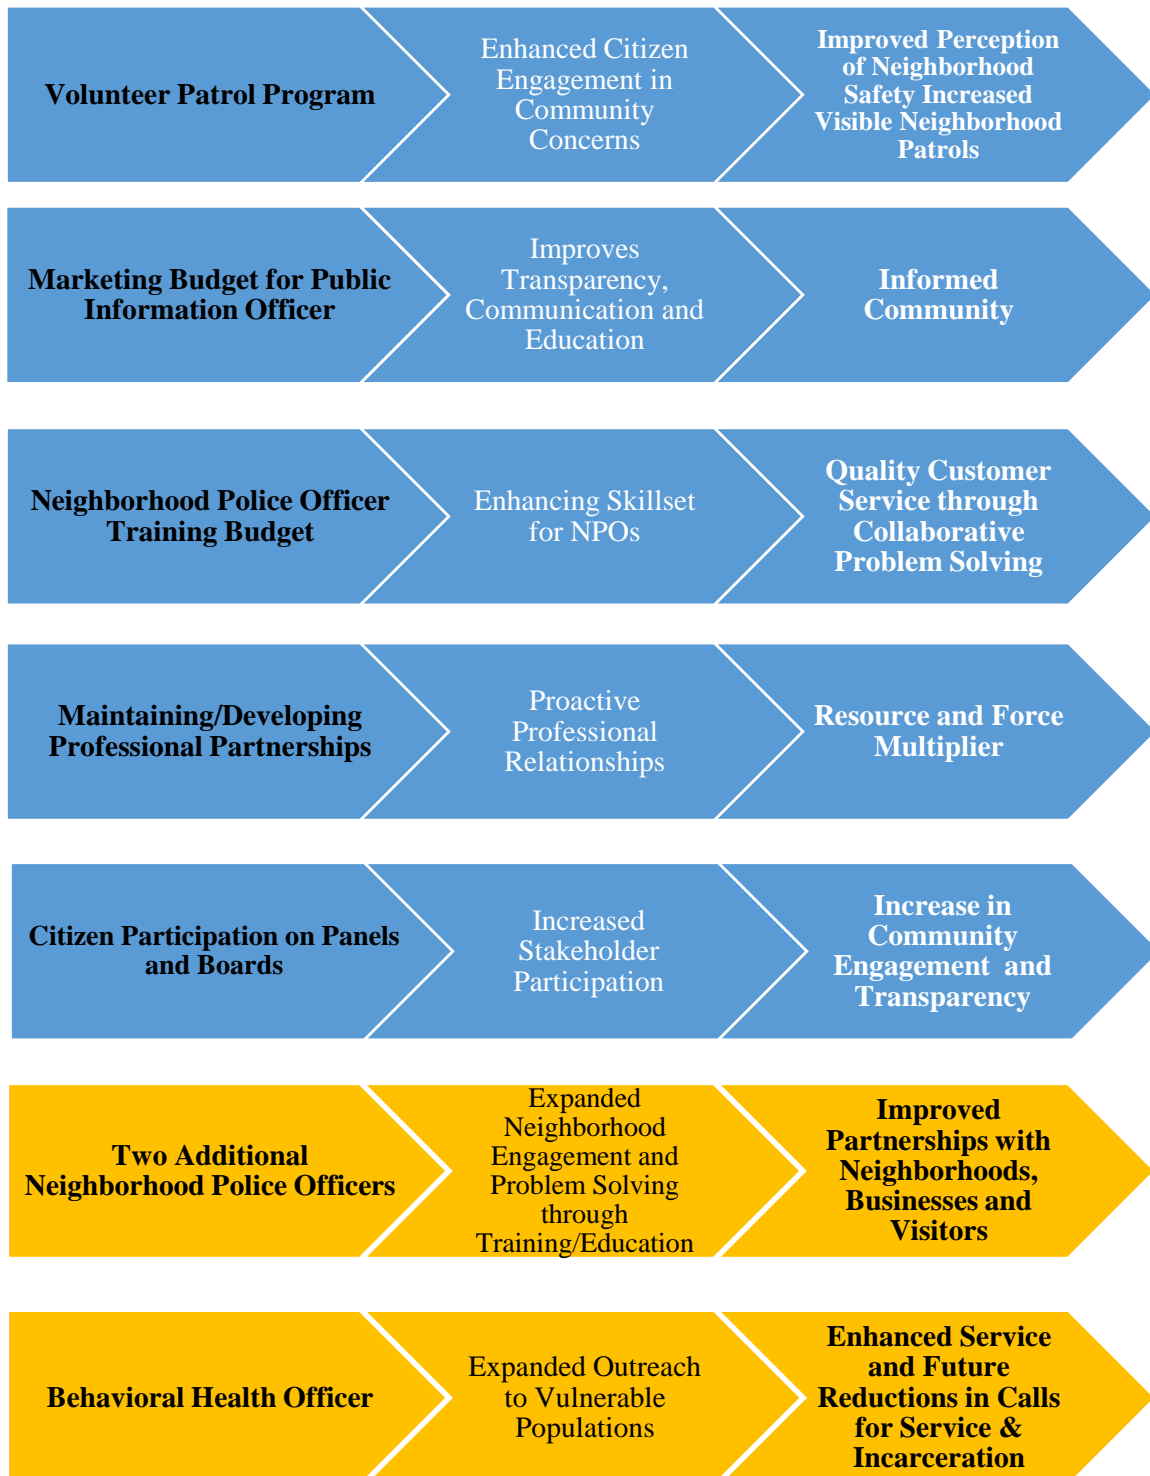 Volunteer Patrol Program
Enhanced Citizen
Engagement in
Community
Concerns
Improved Perception
of Neighborhood
Safety Increased
Visible Neighborhood
Patrols
Marketing Budget for Public
Information Officer
Improves
Transparency,
Communication and
Education
Informed
Community
Neighborhood Police Officer
Training Budget
Enhancing Skillset
for NPOs
Quality Customer
Service through
Collaborative
Problem Solving
Maintaining/Developing
Professional Partnerships
Proactive
Professional
Relationships
Resource and Force
Multiplier
Citizen Participation on Panels
and Boards
Increased
Stakeholder
Participation
Increase in
Community
Engagement and
Transparency
Two Additional
Neighborhood Police Officers
Expanded
Neighborhood
Engagement and
Problem Solving
through
Training/Education
Improved
Partnerships with
Neighborhoods,
Businesses and
Visitors
Behavioral Health Officer
Expanded Outreach
to Vulnerable
Populations
Enhanced Service
and Future
Reductions in Calls
for Service &
Incarceration